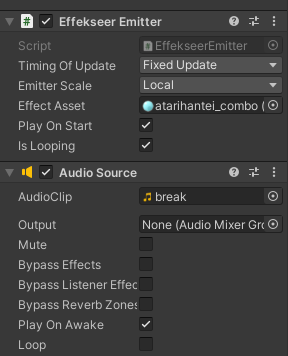 Effekseer Emitter
Script EffekseerEmitter
Timing Of Update Fixed Update
Emitter Scale Local
Effect Asset atarihantei_combo (
Play On Start
Is Looping
Audio Source
AudioClip break
Output None (Audio Mixer Gro
Mute
Bypass Effects
Bypass Listener Effec
Bypass Reverb Zones
Play On Awake
Loop